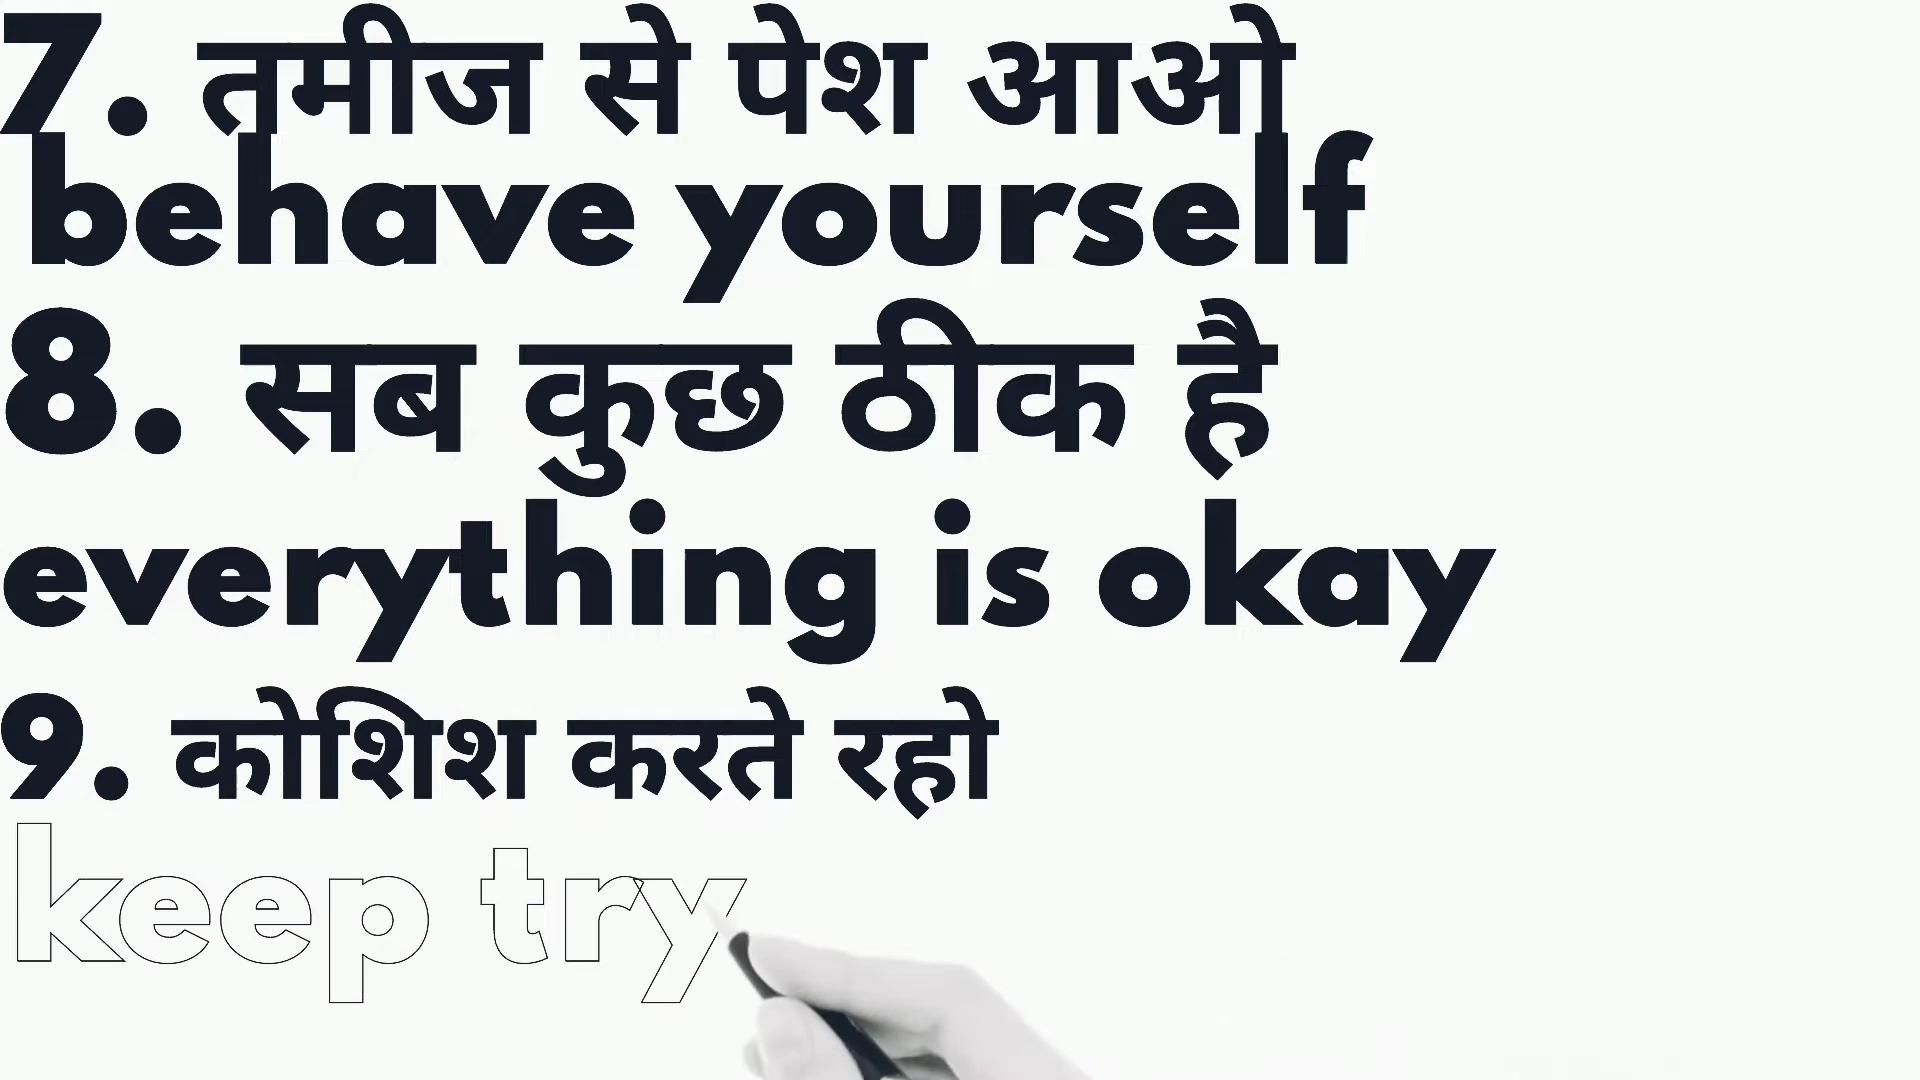 7. तमीज से पेश आओ
behave yourself
8. सब कुछ ठीक है
everything is okay
9. कोशिश करते रहो
keep try